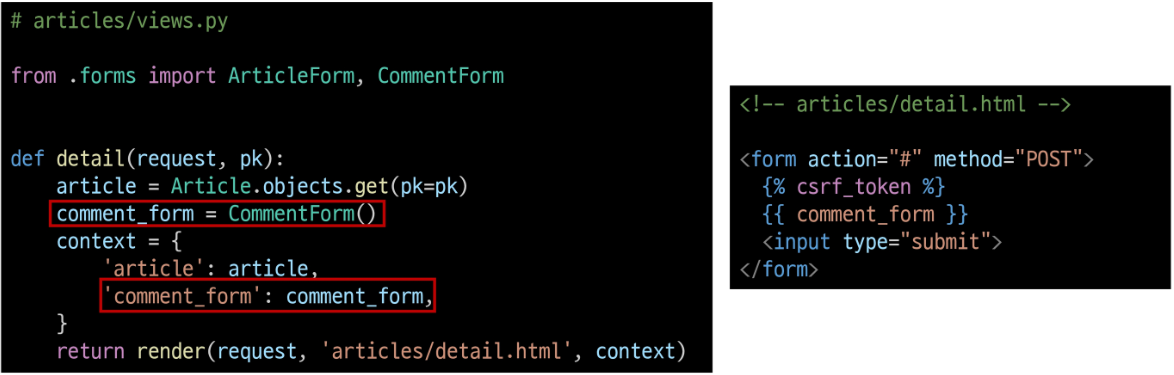 # articles/views.py
from .forms import ArticleForm, CommentForm
def detail(request, pk):
    article = Article.objects.get(pk=pk)
    comment_form = CommentForm()
    context = {
        'article': article,
        'comment_form': comment_form,
    }
    return render(request, 'articles/detail.html', context)
<!-- articles/detail.html -->
<form action="#" method="POST">
  {% csrf_token %}
  {{ comment_form }}
  <input type="submit">
</form>